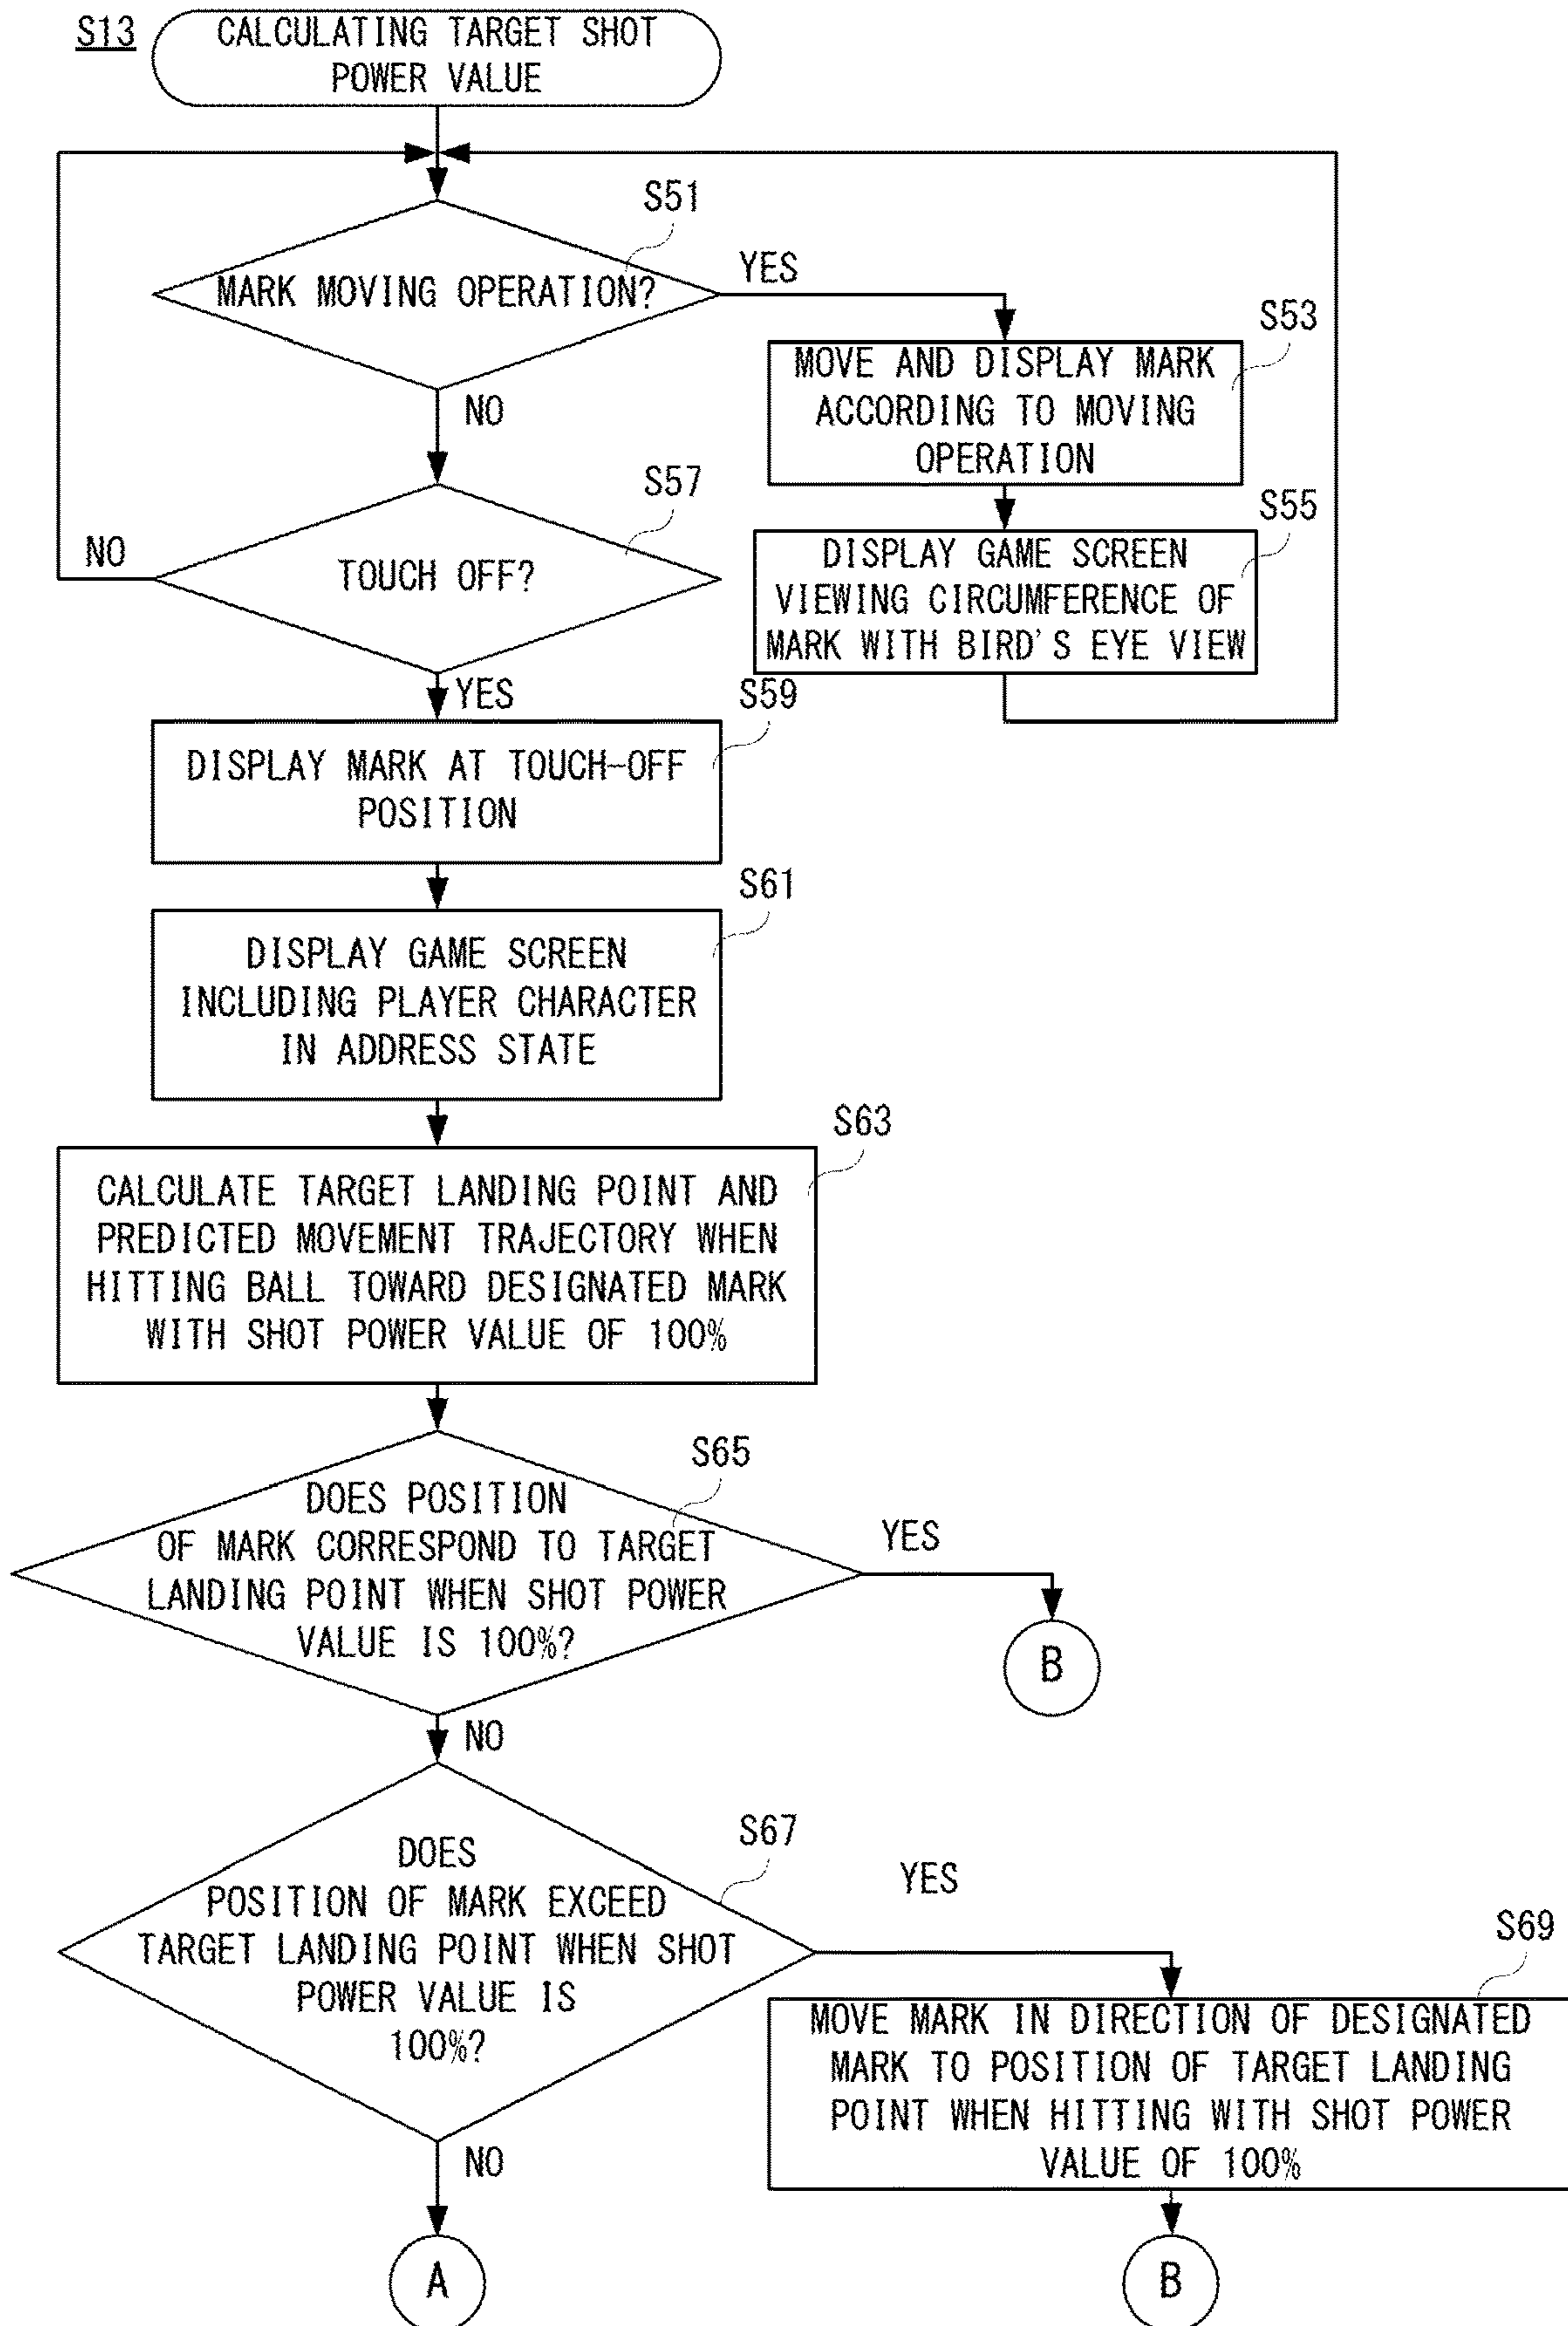 S13
CALCULATING TARGET SHOT
POWER VALUE
S51
MARK MOVING OPERATION?
YES
NO
S53
MOVE AND DISPLAY MARK
ACCORDING TO MOVING
OPERATION
S55
DISPLAY GAME SCREEN
VIEWING CIRCUMFERENCE OF
MARK WITH BIRD'S EYE VIEW
S57
TOUCH OFF?
NO
YES
S59
DISPLAY MARK AT TOUCH-OFF
POSITION
S61
DISPLAY GAME SCREEN
INCLUDING PLAYER CHARACTER
IN ADDRESS STATE
S63
CALCULATE TARGET LANDING POINT AND
PREDICTED MOVEMENT TRAJECTORY WHEN
HITTING BALL TOWARD DESIGNATED MARK
WITH SHOT POWER VALUE OF 100%
S65
DOES POSITION
OF MARK CORRESPOND TO TARGET
LANDING POINT WHEN SHOT POWER
VALUE IS 100%?
YES
B
NO
S67
DOES
POSITION OF MARK EXCEED
TARGET LANDING POINT WHEN SHOT
POWER VALUE IS
100%?
YES
S69
MOVE MARK IN DIRECTION OF DESIGNATED
MARK TO POSITION OF TARGET LANDING
POINT WHEN HITTING WITH SHOT POWER
VALUE OF 100%
NO
A
B